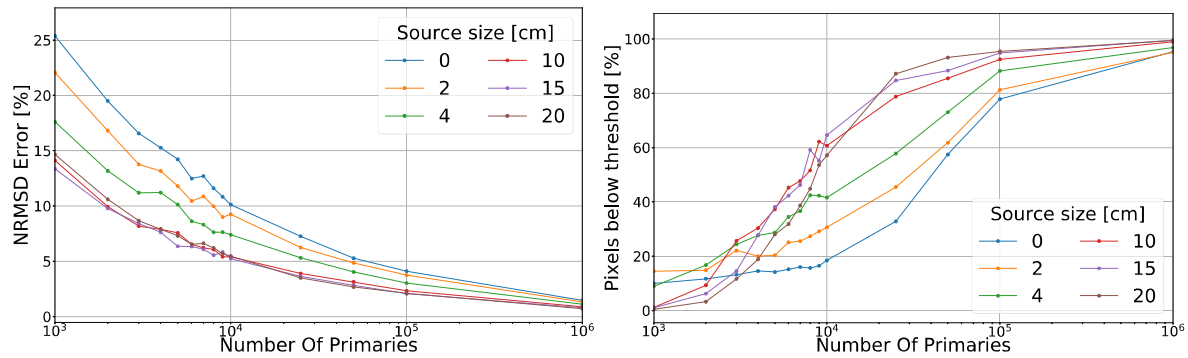 NRMSD Error [%]
25
20
15
10
5
0
Source size [cm]
0 10
2 15
4 20
10³ 10⁴ 10⁵ 10⁶
Number Of Primaries
Pixels below threshold [%]
100
80
60
40
20
0
Source size [cm]
0 10
2 15
4 20
10³ 10⁴ 10⁵ 10⁶
Number Of Primaries